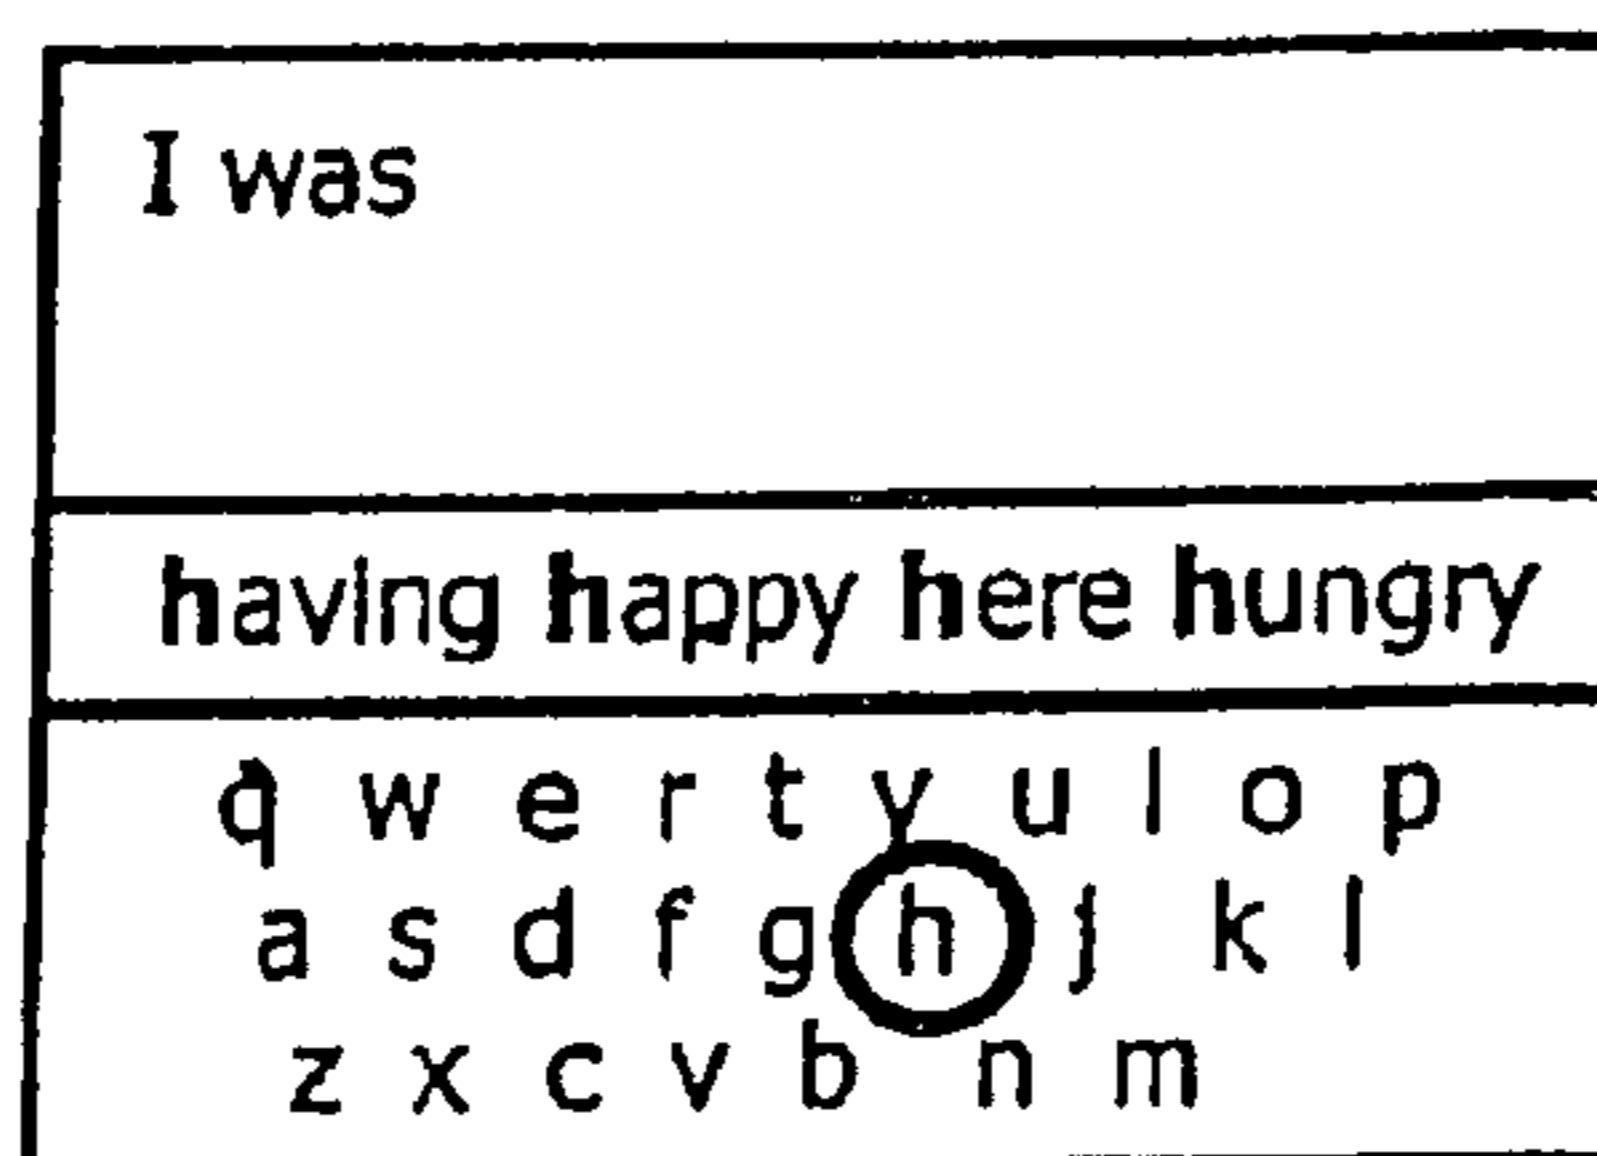 I was
having happy here hungry
q w e r t y u i o p
a s d f g h j k l
z x c v b n m